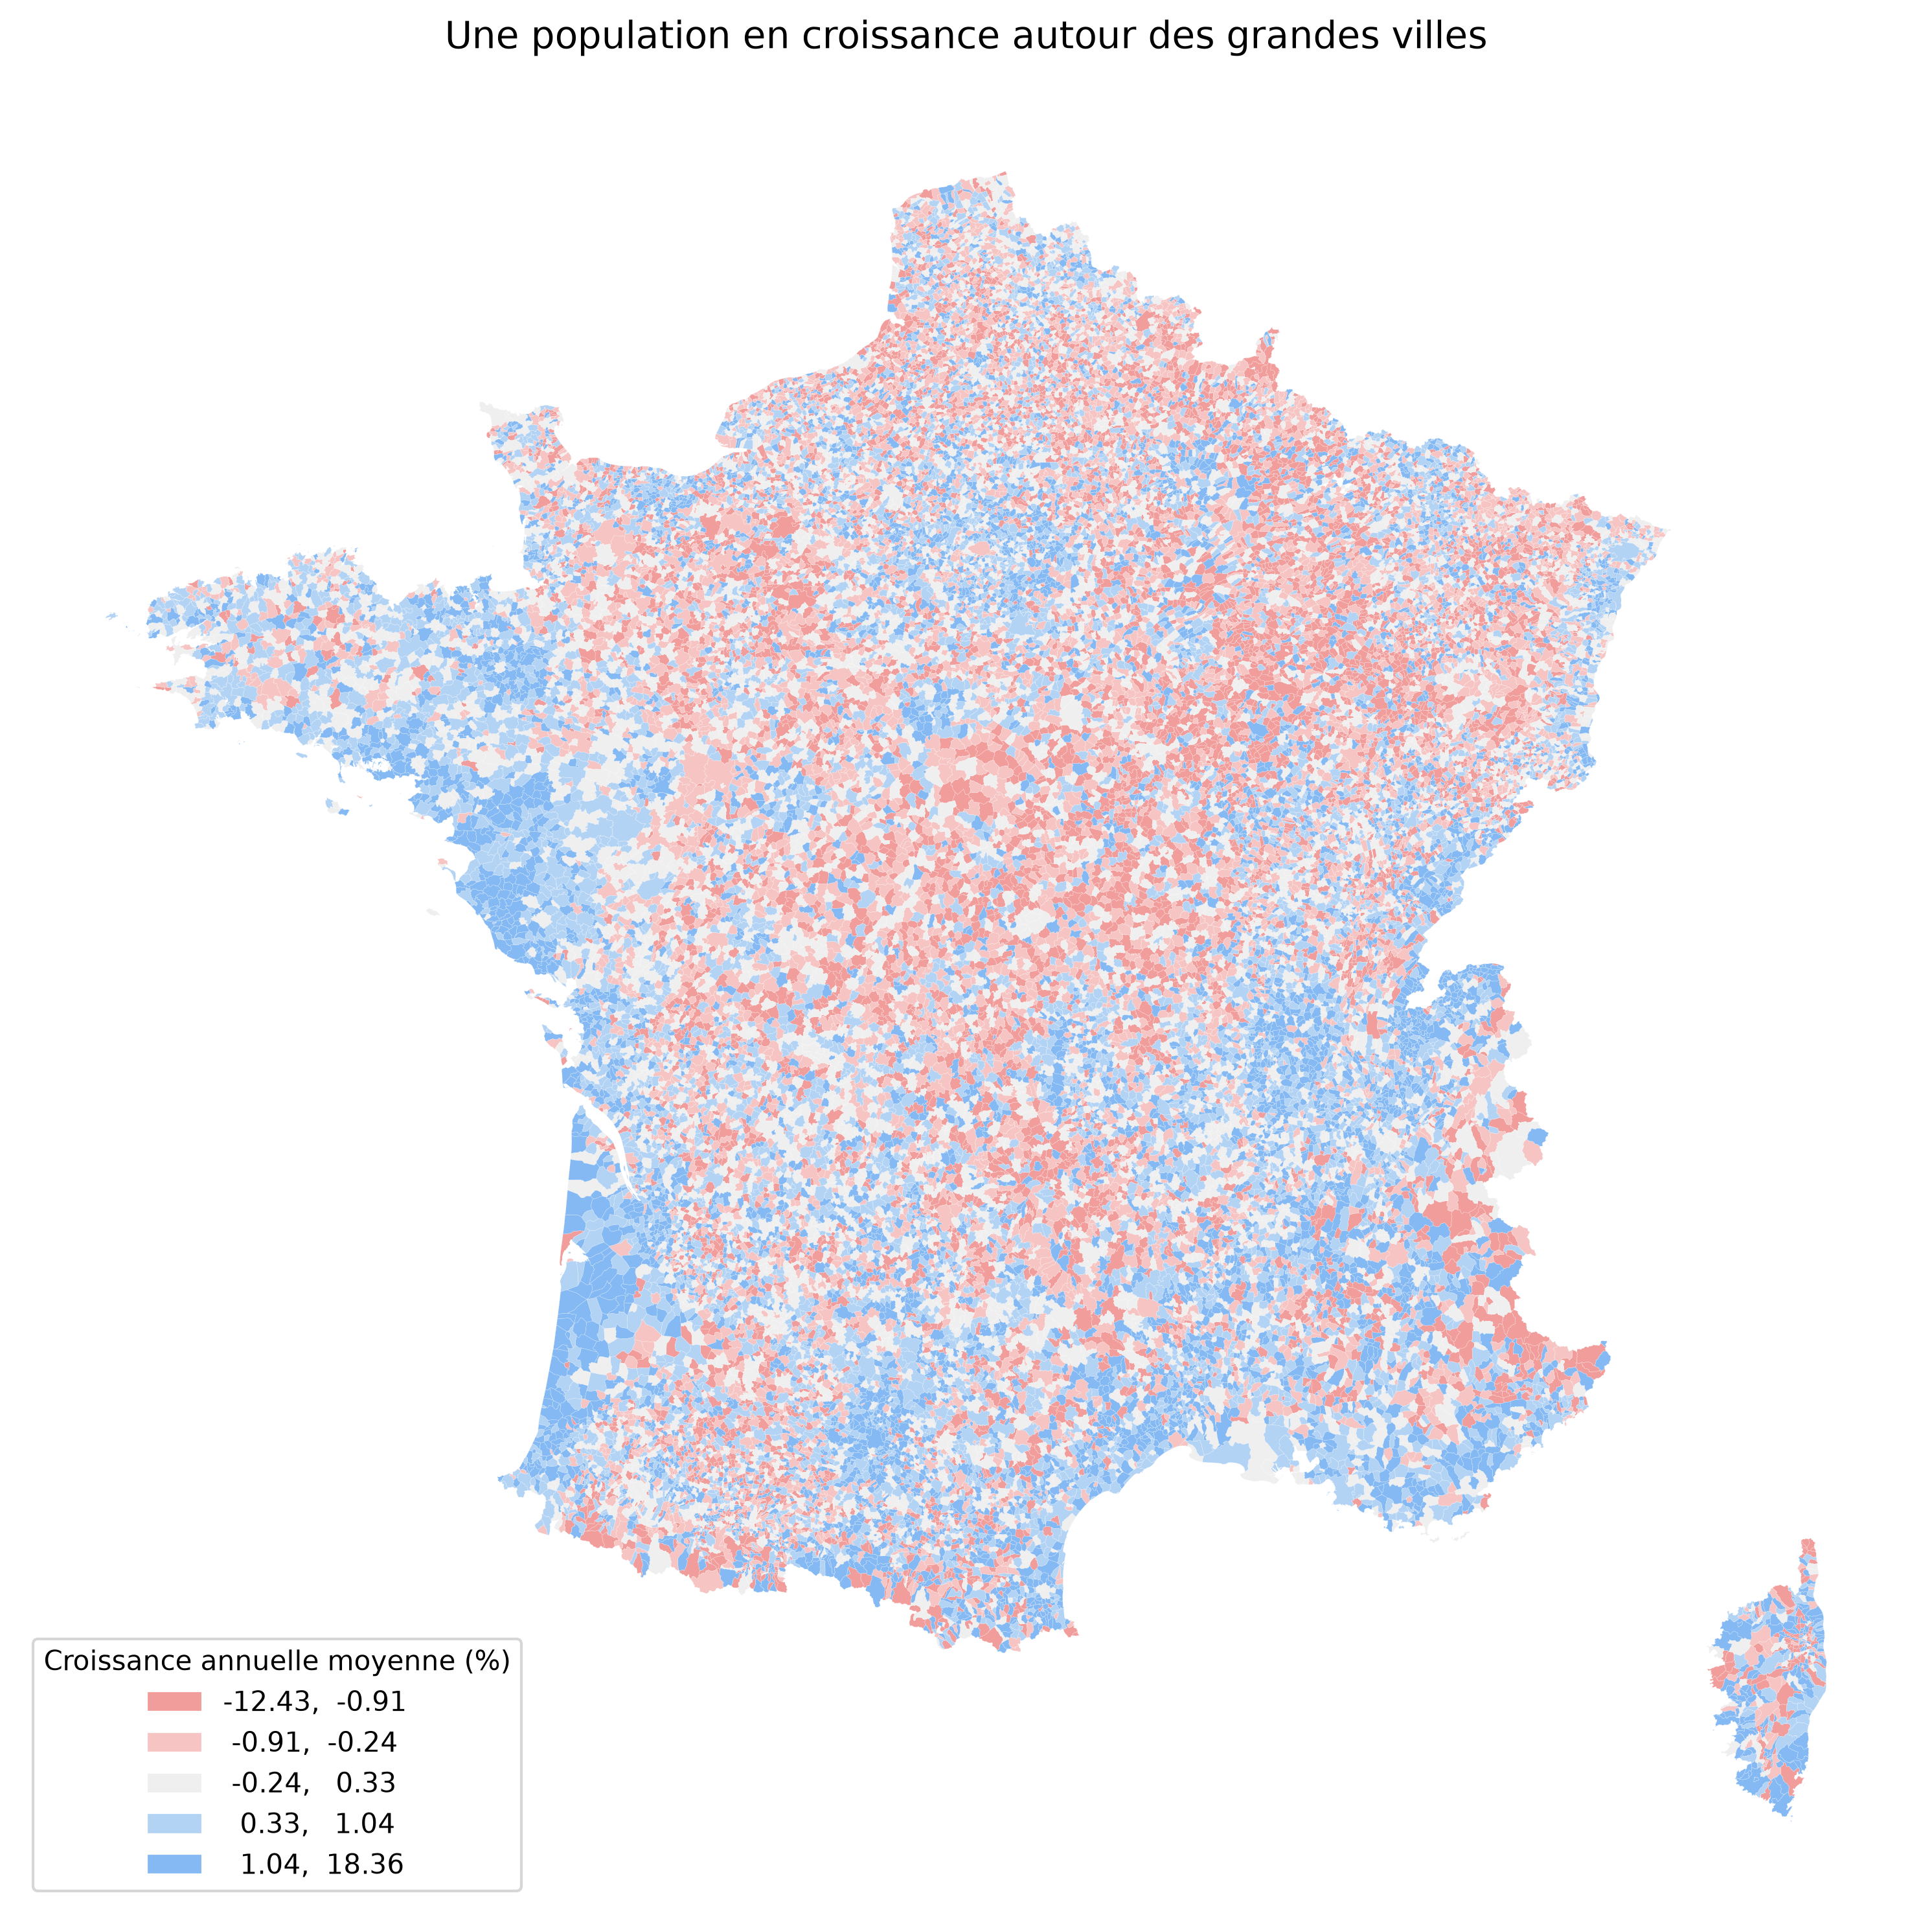 Une population en croissance autour des grandes villes
Croissance annuelle moyenne (%)
-12.43, -0.91
-0.91, -0.24
-0.24, 0.33
0.33, 1.04
1.04, 18.36